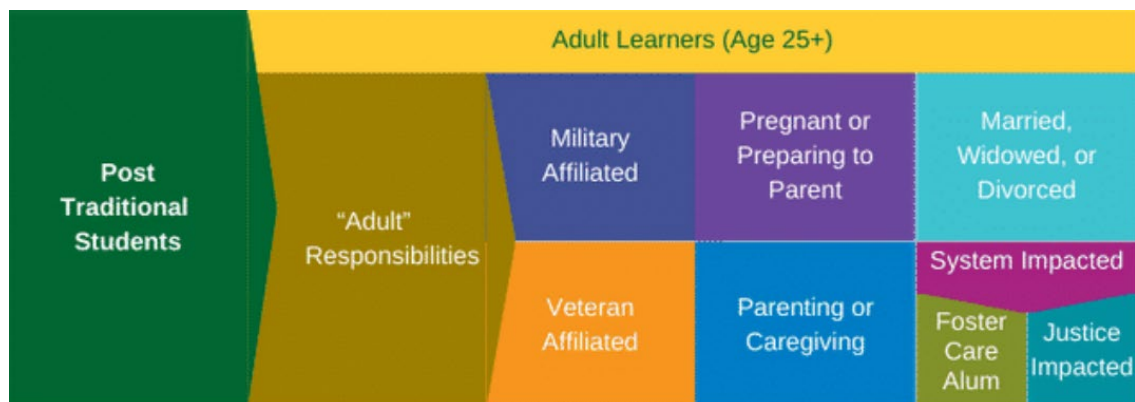 Adult Learners (Age 25+)
Post
Traditional
Students
“Adult”
Responsibilities
Military
Affiliated
Pregnant or
Preparing to
Parent
Married,
Widowed, or
Divorced
Veteran
Affiliated
Parenting or
Caregiving
System Impacted
Foster
Care
Alum
Justice
Impacted